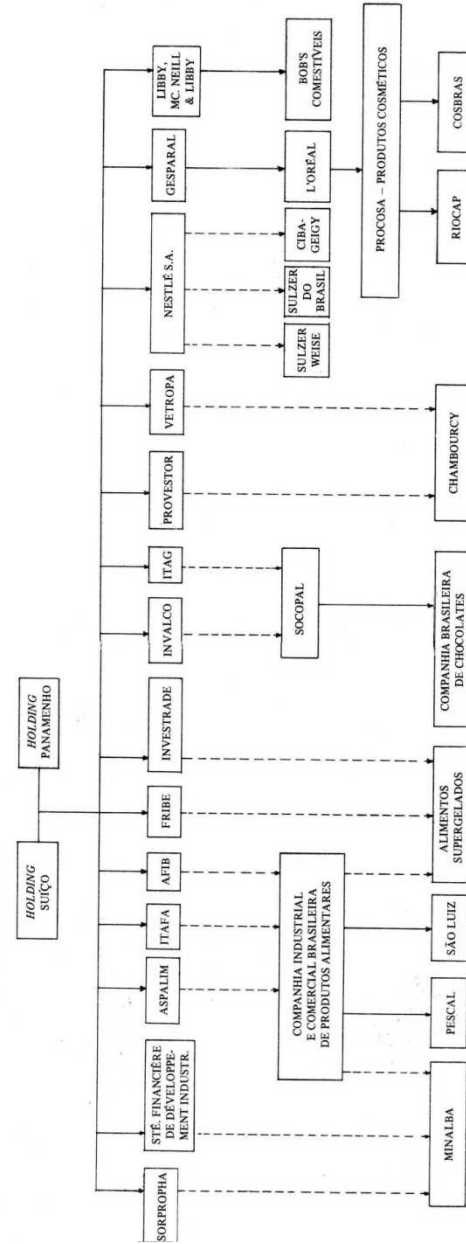 HOLDING
SUÍÇO
HOLDING
PANAMENHO
SORPROPHA
STÉ. FINANCIÈRE
DE DÉVELOPPE-
MENT INDUSTR.
ASPALIM
ITAFA
AFIB
FRIBE
INVESTRADE
INVALCO
ITAG
PROVESTOR
VETROPA
NESTLÉ S.A.
GESPARAL
LIBBY,
MC. NEILL
& LIBBY
COMPANHIA INDUSTRIAL
E COMERCIAL BRASILEIRA
DE PRODUTOS ALIMENTARES
SOCOPAL
SULZER
WEISE
SULZER
DO
BRASIL
CIBA-
GEIGY
L'ORÉAL
BOB'S
COMESTÍVEIS
PROCOSA – PRODUTOS COSMÉTICOS
MINALBA
PESCAL
SÃO LUIZ
ALIMENTOS
SUPERGELADOS
COMPANHIA BRASILEIRA
DE CHOCOLATES
CHAMBOURCY
RIOCAP
COSBRAS